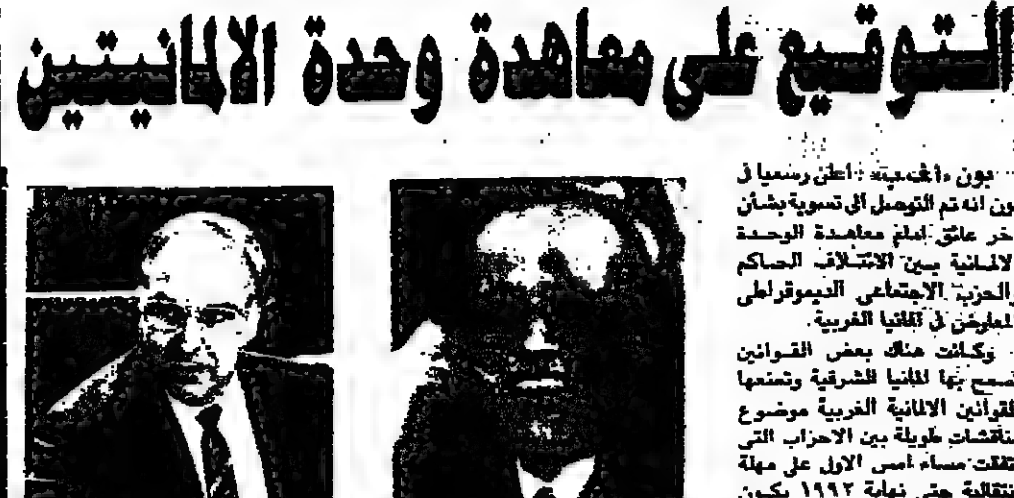 التوقيع على معاهدة وحدة الالمانيتين
بون : اعلن رسميا في
بون انه تم التوصل الى تسوية بشأن
آخر عائق امام معاهدة الوحدة
الالمانية بين الائتلاف الحاكم
والحزب الاجتماعي الديموقراطي
المعارض في المانيا الغربية.
وكانت هناك بعض القوانين
تسمح بها المانيا الشرقية وتمنعها
القوانين الالمانية الغربية موضوع
مناقشات طويلة بين الاحزاب التي
اتفقت مساء امس الاول على مهلة
انتقالية حتى نهاية ١٩٩٢ يكون